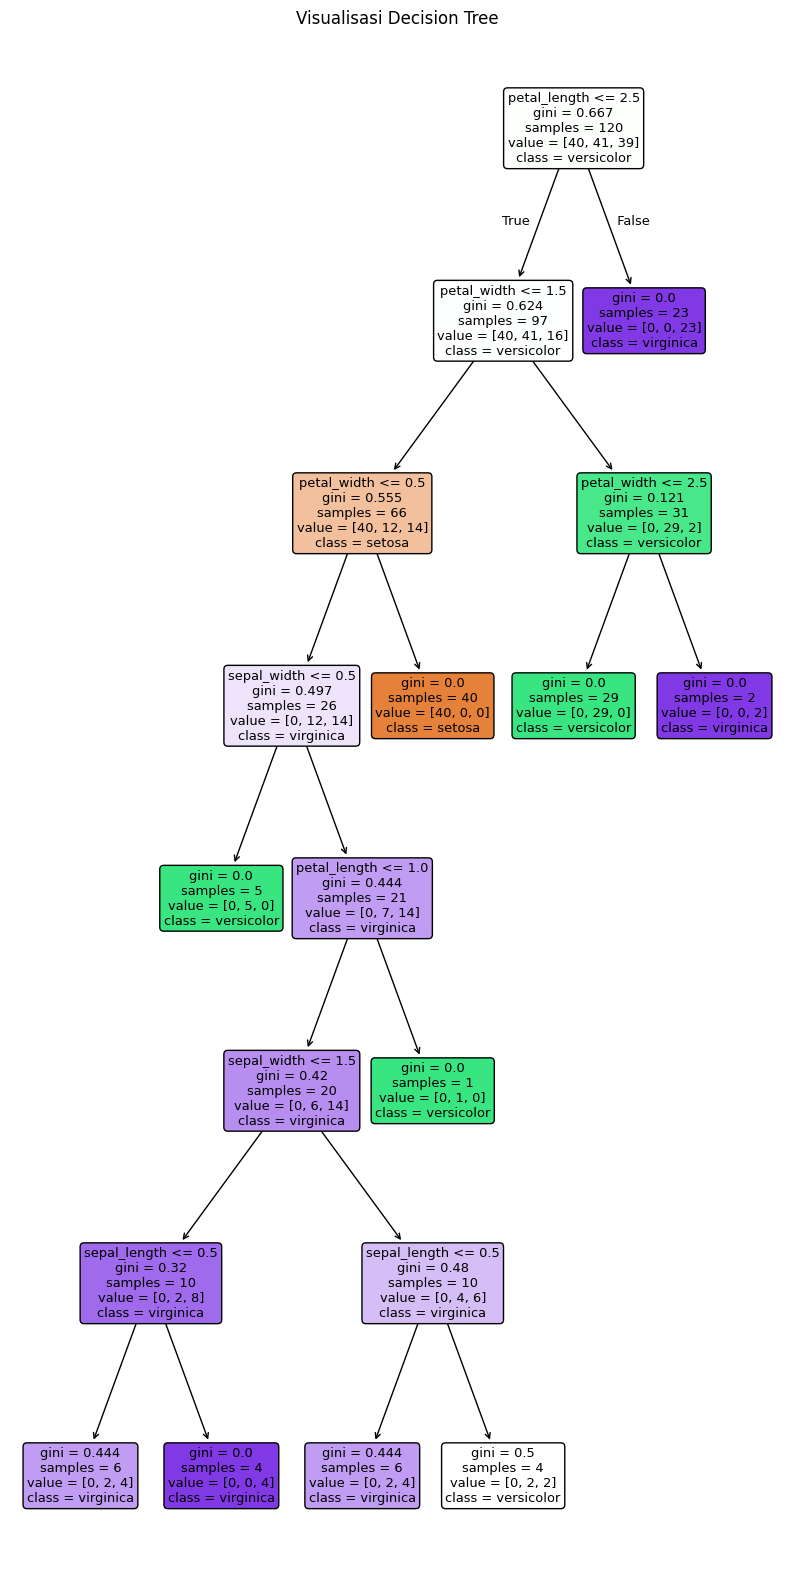 Visualisasi Decision Tree
petal_length <= 2.5
gini = 0.667
samples = 120
value = [40, 41, 39]
class = versicolor
True
False
petal_width <= 1.5
gini = 0.624
samples = 97
value = [40, 41, 16]
class = versicolor
gini = 0.0
samples = 23
value = [0, 0, 23]
class = virginica
petal_width <= 0.5
gini = 0.555
samples = 66
value = [40, 12, 14]
class = setosa
petal_width <= 2.5
gini = 0.121
samples = 31
value = [0, 29, 2]
class = versicolor
sepal_width <= 0.5
gini = 0.497
samples = 26
value = [0, 12, 14]
class = virginica
gini = 0.0
samples = 40
value = [40, 0, 0]
class = setosa
gini = 0.0
samples = 29
value = [0, 29, 0]
class = versicolor
gini = 0.0
samples = 2
value = [0, 0, 2]
class = virginica
gini = 0.0
samples = 5
value = [0, 5, 0]
class = versicolor
petal_length <= 1.0
gini = 0.444
samples = 21
value = [0, 7, 14]
class = virginica
sepal_width <= 1.5
gini = 0.42
samples = 20
value = [0, 6, 14]
class = virginica
gini = 0.0
samples = 1
value = [0, 1, 0]
class = versicolor
sepal_length <= 0.5
gini = 0.32
samples = 10
value = [0, 2, 8]
class = virginica
sepal_length <= 0.5
gini = 0.48
samples = 10
value = [0, 4, 6]
class = virginica
gini = 0.444
samples = 6
value = [0, 2, 4]
class = virginica
gini = 0.0
samples = 4
value = [0, 0, 4]
class = virginica
gini = 0.444
samples = 6
value = [0, 2, 4]
class = virginica
gini = 0.5
samples = 4
value = [0, 2, 2]
class = versicolor